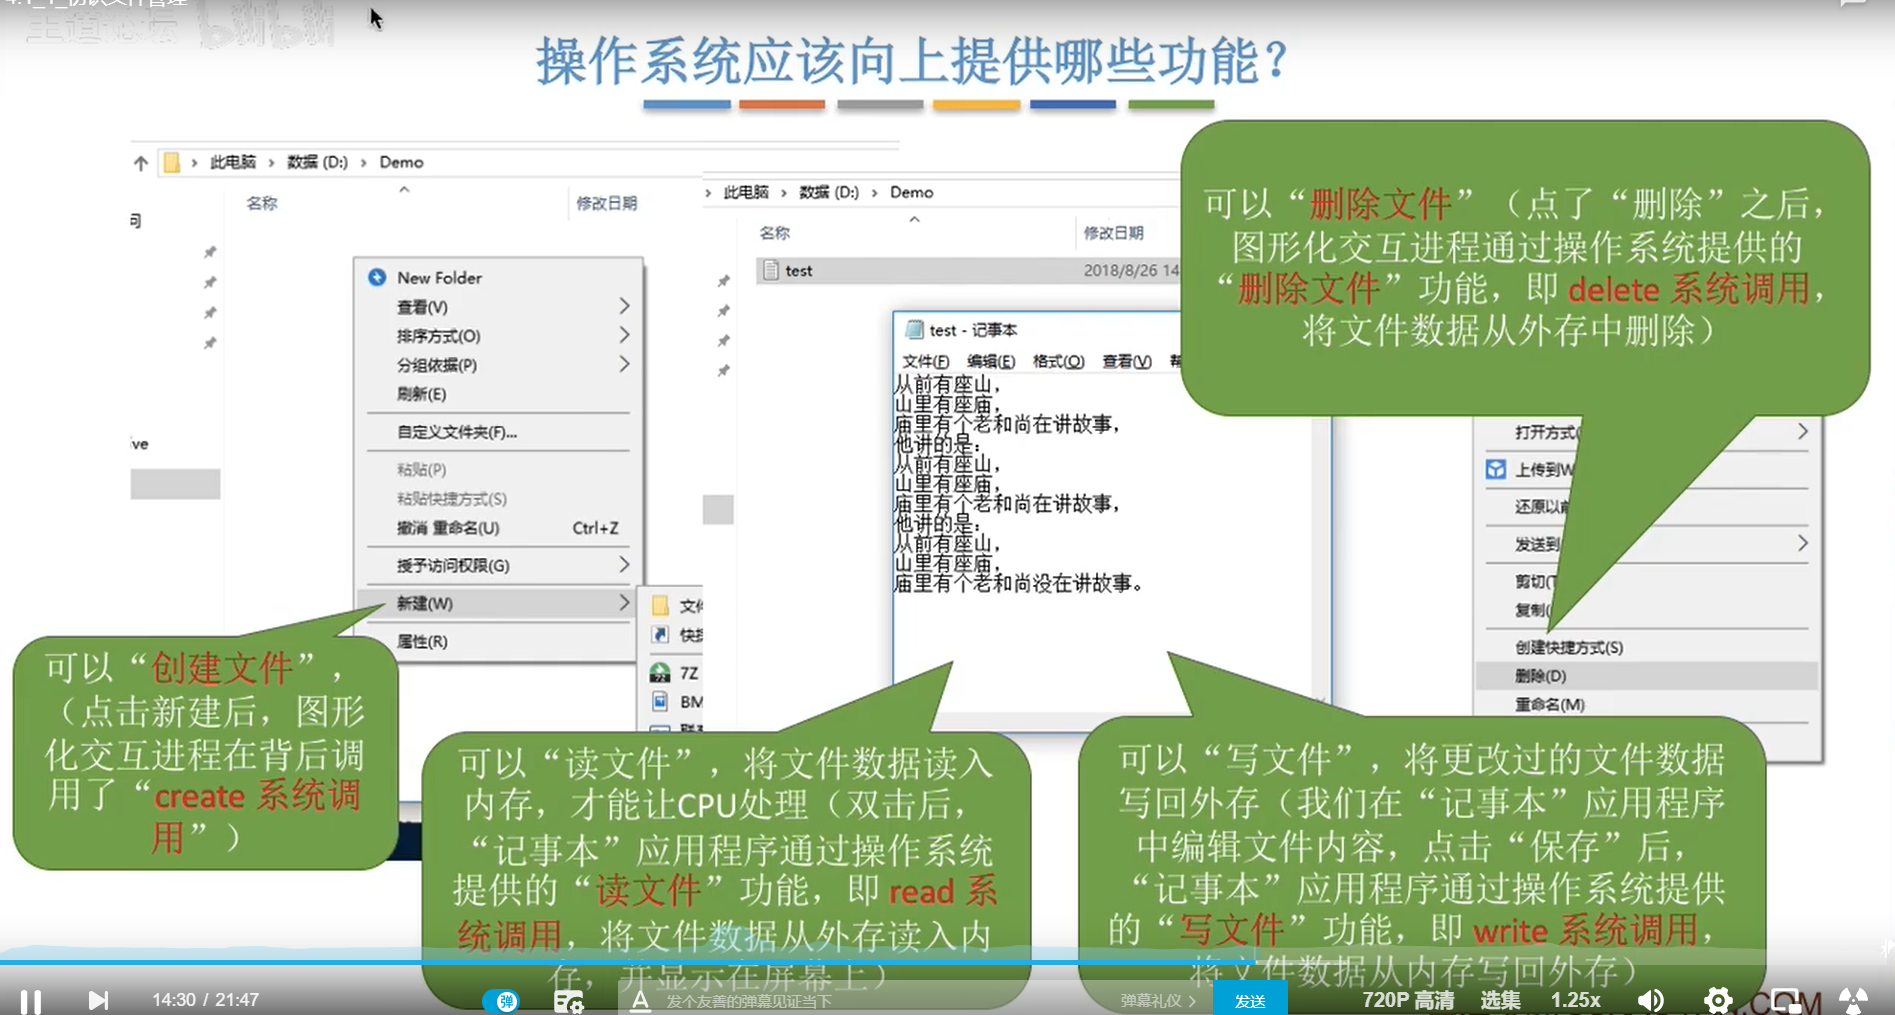 4.1_1_初识文件管理
王道论坛 bilibili
操作系统应该向上提供哪些功能？
此电脑 › 数据 (D:) › Demo
名称
修改日期
New Folder
查看(V)
排序方式(O)
分组依据(P)
刷新(E)
自定义文件夹(F)...
粘贴(P)
粘贴快捷方式(S)
撤消 重命名(U) Ctrl+Z
授予访问权限(G)
新建(W)
属性(R)
ve
7Z
BM
此电脑 › 数据 (D:) › Demo
名称
修改日期
test
2018/8/26 14
test - 记事本
文件(F) 编辑(E) 格式(O) 查看(V)
从前有座山，
山里有座庙，
庙里有个老和尚在讲故事，
他讲的是：
从前有座山，
山里有座庙，
庙里有个老和尚在讲故事，
他讲的是：
从前有座山，
山里有座庙，
庙里有个老和尚没在讲故事。
打开方式(
上传到W
还原以前
发送到
剪切(T
复制(
创建快捷方式(S)
删除(D)
重命名(M)
可以“删除文件”（点了“删除”之后，
图形化交互进程通过操作系统提供的
“删除文件”功能，即 delete 系统调用，
将文件数据从外存中删除）
可以“创建文件”，
（点击新建后，图形
化交互进程在背后调
用了“create 系统调
用”）
可以“读文件”，将文件数据读入
内存，才能让CPU处理（双击后，
“记事本”应用程序通过操作系统
提供的“读文件”功能，即 read 系
统调用，将文件数据从外存读入内
存，并显示在屏幕上）
可以“写文件”，将更改过的文件数据
写回外存（我们在“记事本”应用程序
中编辑文件内容，点击“保存”后，
“记事本”应用程序通过操作系统提供
的“写文件”功能，即 write 系统调用，
将文件数据从内存写回外存）
14:30 / 21:47
弹
发个友善的弹幕见证当下
弹幕礼仪 ›
发送
720P 高清
选集
1.25x